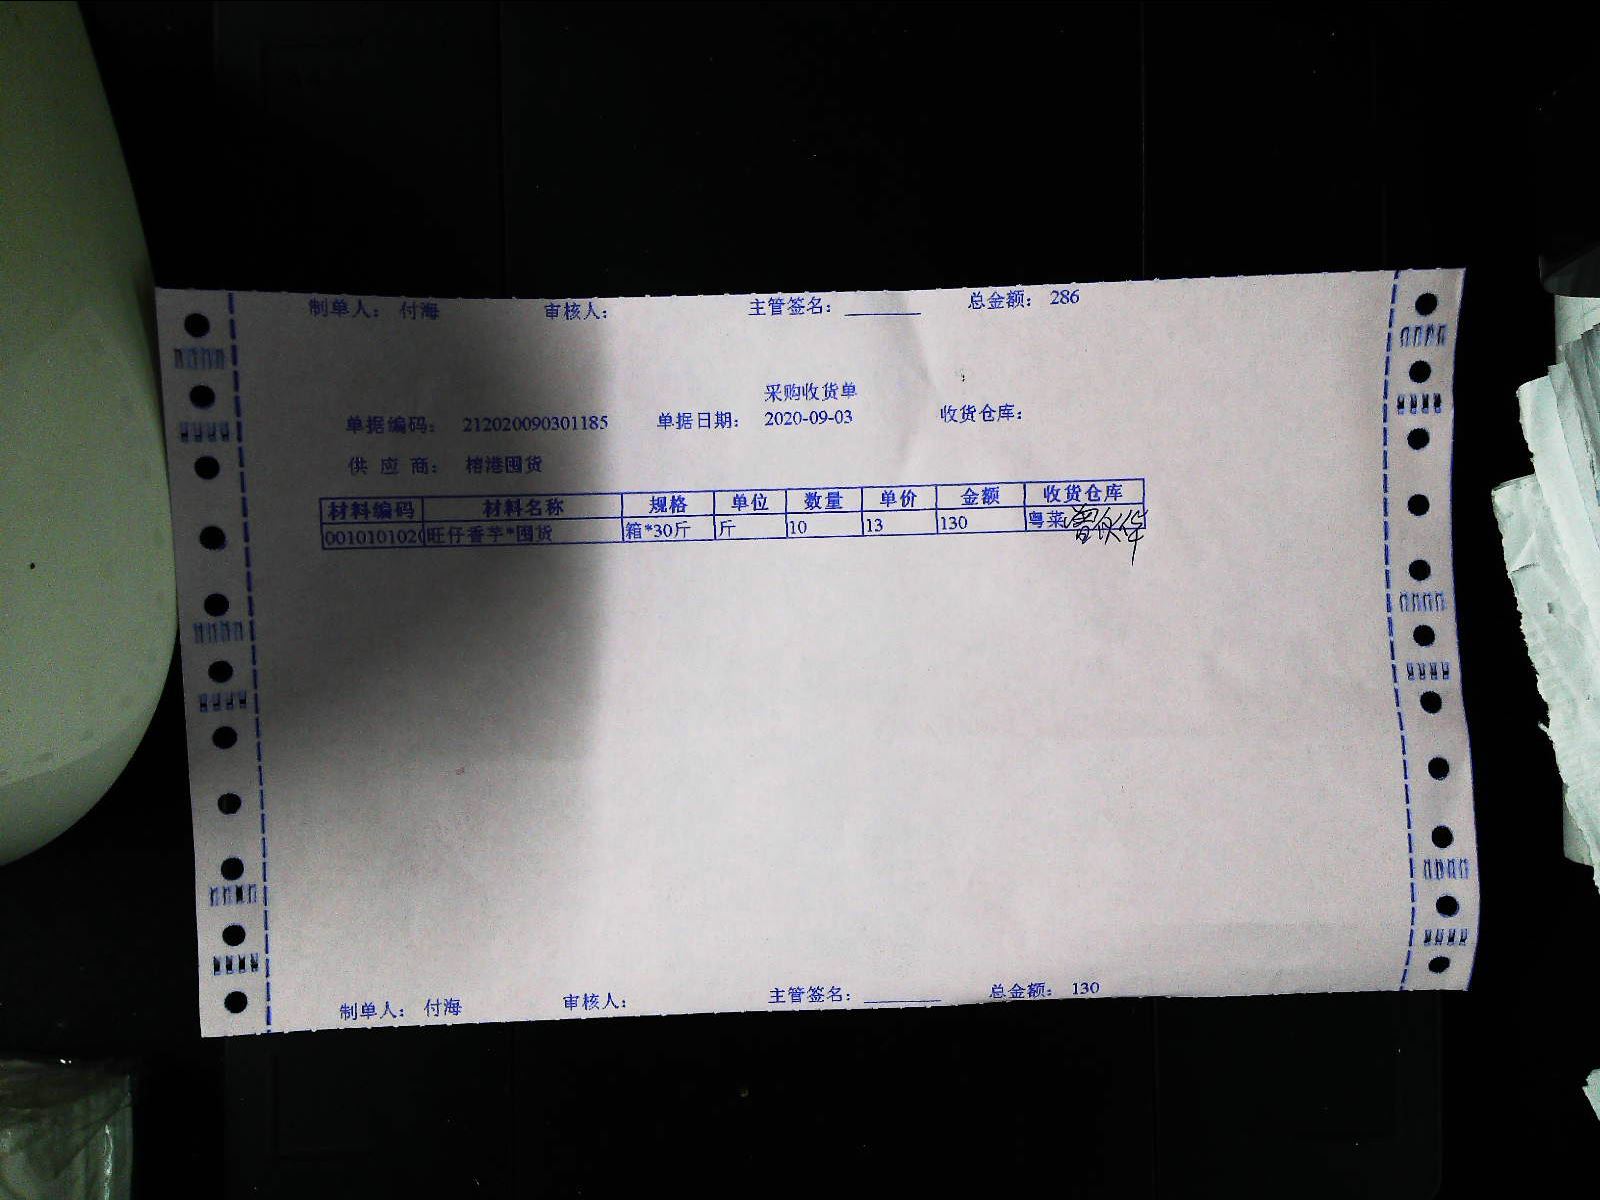 制单人： 付海 审核人： 主管签名：_______ 总金额： 286
采购收货单
单据编码： 212020090301185 单据日期： 2020-09-03 收货仓库：
供 应 商： 榕港囤货
材料编码 材料名称 规格 单位 数量 单价 金额 收货仓库
0010101020 旺仔香芋*囤货 箱*30斤 斤 10 13 130 粤菜
制单人： 付海 审核人： 主管签名：_______ 总金额： 130